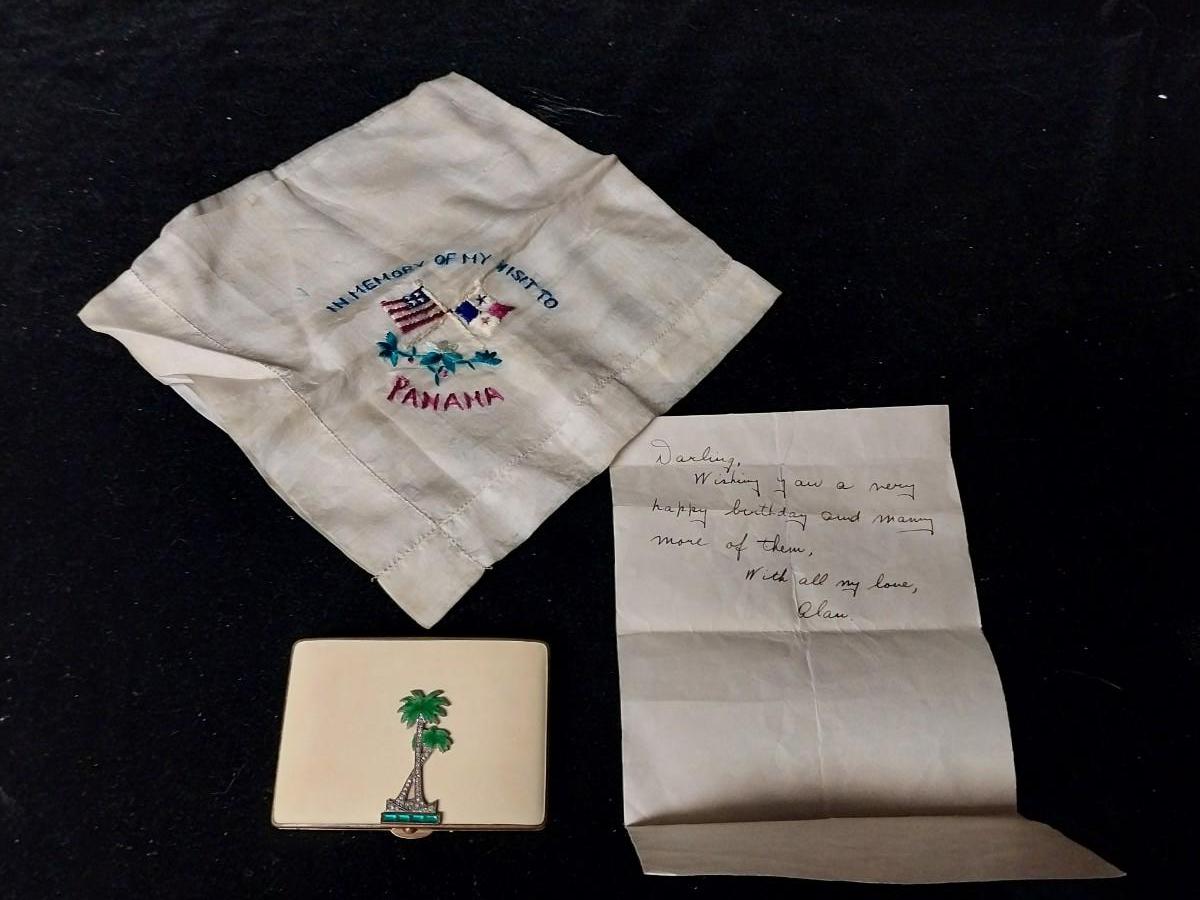 IN MEMORY OF MY VISIT TO
PANAMA
Darling,
Wishing you a very
happy birthday and many
more of them,
With all my love,
Alan.